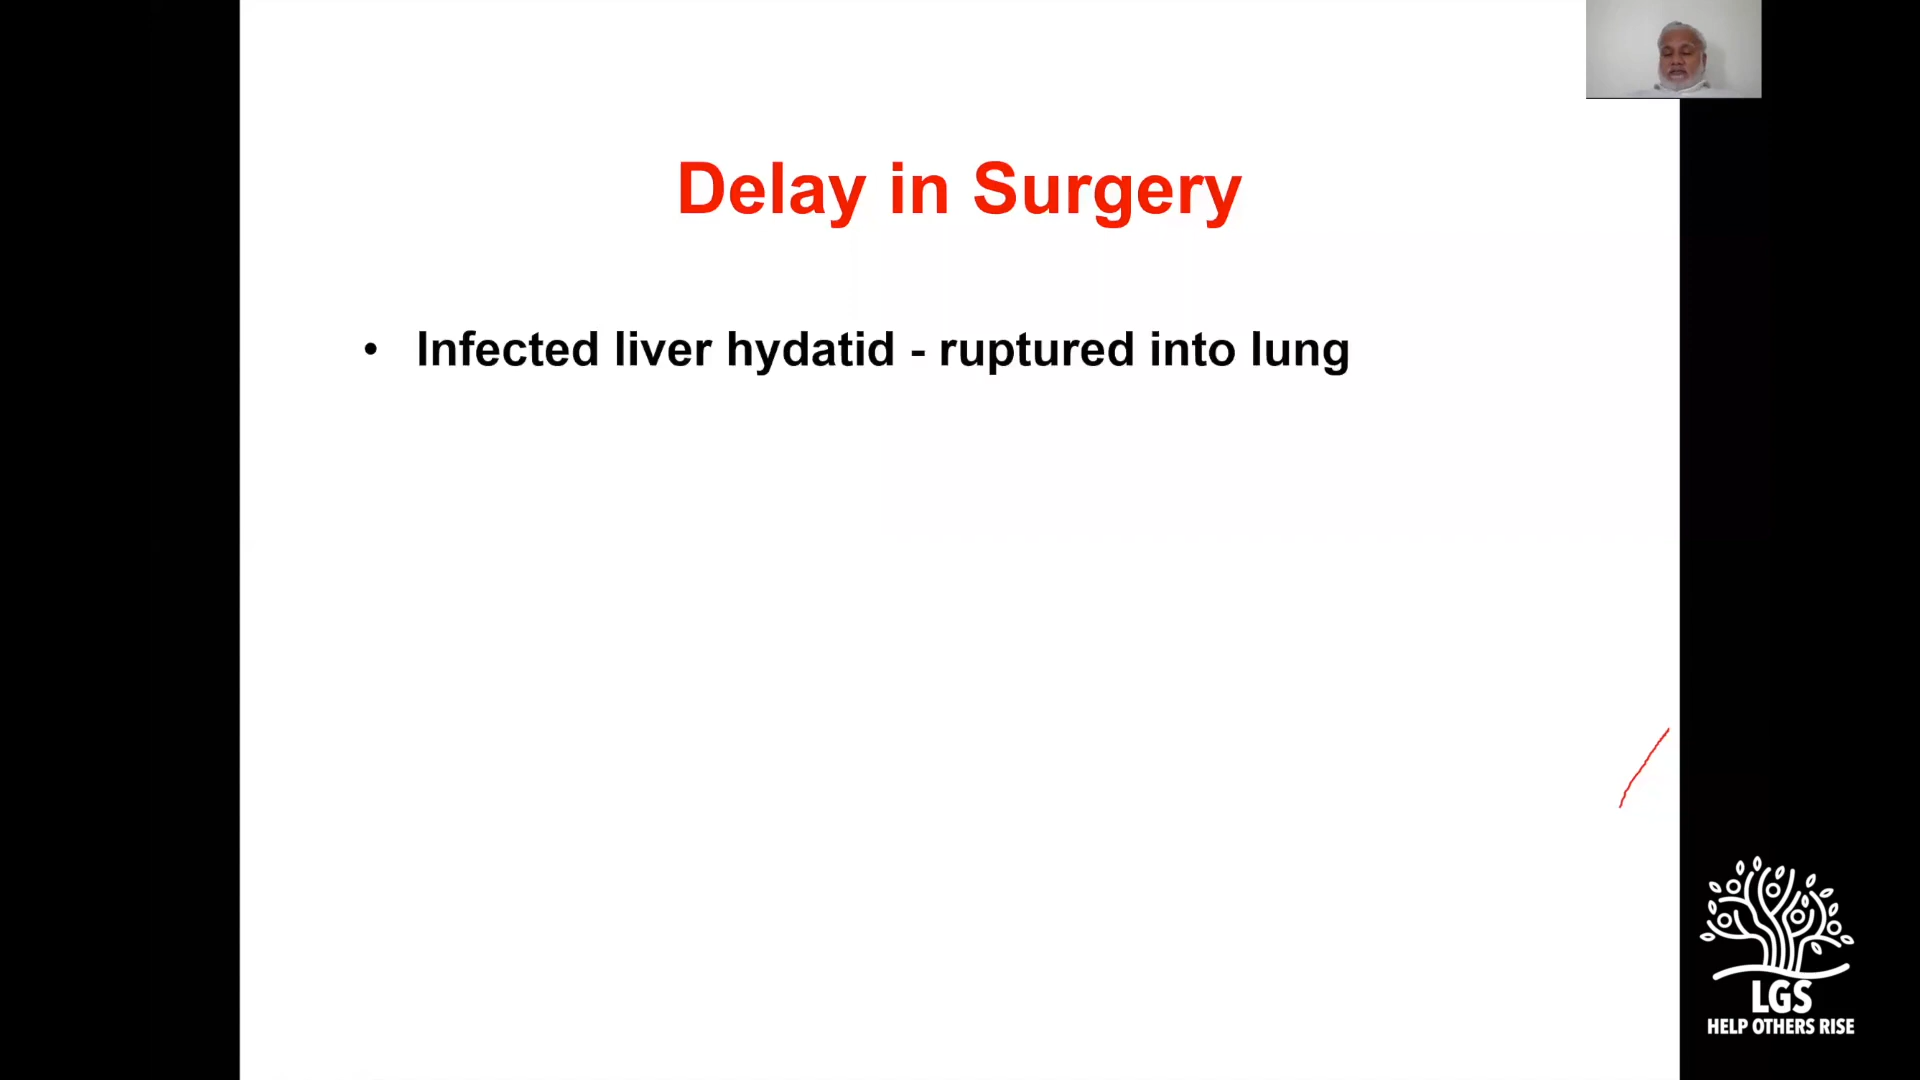 Delay in Surgery
• Infected liver hydatid - ruptured into lung
LGS
HELP OTHERS RISE